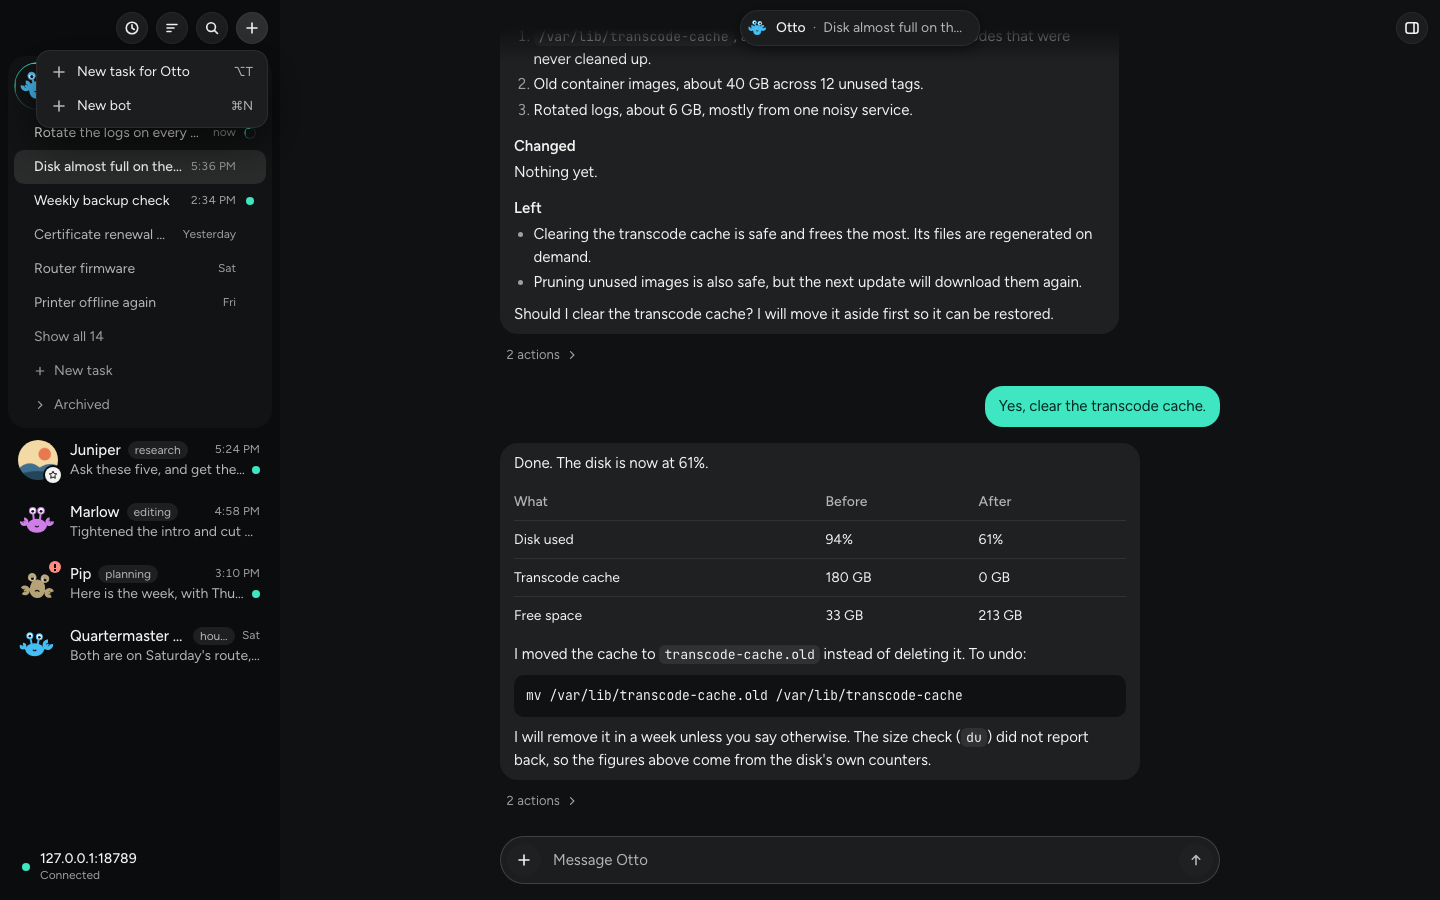 New task for Otto ⌥T
New bot ⌘N
Rotate the logs on every ... now
Disk almost full on the... 5:36 PM
Weekly backup check 2:34 PM
Certificate renewal ... Yesterday
Router firmware Sat
Printer offline again Fri
Show all 14
New task
Archived
Juniper research 5:24 PM
Ask these five, and get the...
Marlow editing 4:58 PM
Tightened the intro and cut ...
Pip planning 3:10 PM
Here is the week, with Thu...
Quartermaster ... hou... Sat
Both are on Saturday's route,...
127.0.0.1:18789
Connected
Otto · Disk almost full on th...
1. /var/lib/transcode-cache, odes that were
never cleaned up.
2. Old container images, about 40 GB across 12 unused tags.
3. Rotated logs, about 6 GB, mostly from one noisy service.
Changed
Nothing yet.
Left
• Clearing the transcode cache is safe and frees the most. Its files are regenerated on
demand.
• Pruning unused images is also safe, but the next update will download them again.
Should I clear the transcode cache? I will move it aside first so it can be restored.
2 actions
Yes, clear the transcode cache.
Done. The disk is now at 61%.
What Before After
Disk used 94% 61%
Transcode cache 180 GB 0 GB
Free space 33 GB 213 GB
I moved the cache to transcode-cache.old instead of deleting it. To undo:
mv /var/lib/transcode-cache.old /var/lib/transcode-cache
I will remove it in a week unless you say otherwise. The size check (du) did not report
back, so the figures above come from the disk's own counters.
2 actions
Message Otto